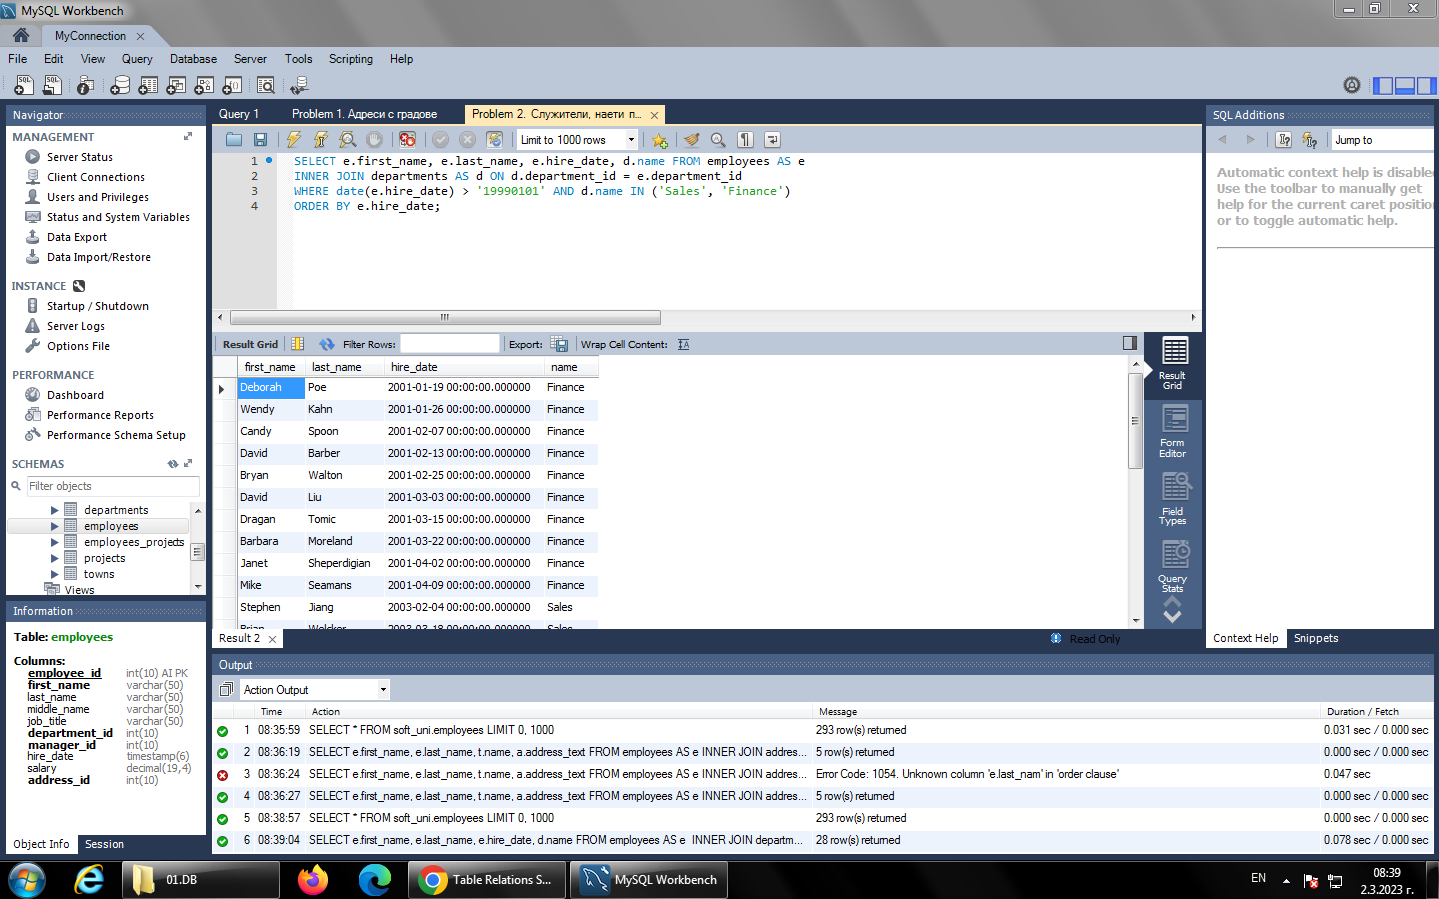 MySQL Workbench
MyConnection
File Edit View Query Database Server Tools Scripting Help
Navigator
MANAGEMENT
Server Status
Client Connections
Users and Privileges
Status and System Variables
Data Export
Data Import/Restore
INSTANCE
Startup / Shutdown
Server Logs
Options File
PERFORMANCE
Dashboard
Performance Reports
Performance Schema Setup
SCHEMAS
Filter objects
departments
employees
employees_projects
projects
towns
Views
Information
Table: employees
Columns:
employee_id int(10) AI PK
first_name varchar(50)
last_name varchar(50)
middle_name varchar(50)
job_title varchar(50)
department_id int(10)
manager_id int(10)
hire_date timestamp(6)
salary decimal(19,4)
address_id int(10)
Object Info Session
Query 1 Problem 1. Адреси с градове Problem 2. Служители, наети п...
Limit to 1000 rows
1 SELECT e.first_name, e.last_name, e.hire_date, d.name FROM employees AS e
2 INNER JOIN departments AS d ON d.department_id = e.department_id
3 WHERE date(e.hire_date) > '19990101' AND d.name IN ('Sales', 'Finance')
4 ORDER BY e.hire_date;
Result Grid Filter Rows: Export: Wrap Cell Content:
first_name last_name hire_date name
Deborah Poe 2001-01-19 00:00:00.000000 Finance
Wendy Kahn 2001-01-26 00:00:00.000000 Finance
Candy Spoon 2001-02-07 00:00:00.000000 Finance
David Barber 2001-02-13 00:00:00.000000 Finance
Bryan Walton 2001-02-25 00:00:00.000000 Finance
David Liu 2001-03-03 00:00:00.000000 Finance
Dragan Tomic 2001-03-15 00:00:00.000000 Finance
Barbara Moreland 2001-03-22 00:00:00.000000 Finance
Janet Sheperdigian 2001-04-02 00:00:00.000000 Finance
Mike Seamans 2001-04-09 00:00:00.000000 Finance
Stephen Jiang 2003-02-04 00:00:00.000000 Sales
Brian Welcker 2003-03-18 00:00:00.000000 Sales
Result Grid
Form Editor
Field Types
Query Stats
Result 2
Read Only
SQL Additions
Jump to
Automatic context help is disabled
Use the toolbar to manually get
help for the current caret position
or to toggle automatic help.
Context Help Snippets
Output
Action Output
Time Action Message Duration / Fetch
1 08:35:59 SELECT * FROM soft_uni.employees LIMIT 0, 1000 293 row(s) returned 0.031 sec / 0.000 sec
2 08:36:19 SELECT e.first_name, e.last_name, t.name, a.address_text FROM employees AS e INNER JOIN addres... 5 row(s) returned 0.000 sec / 0.000 sec
3 08:36:24 SELECT e.first_name, e.last_name, t.name, a.address_text FROM employees AS e INNER JOIN addres... Error Code: 1054. Unknown column 'e.last_nam' in 'order clause' 0.047 sec
4 08:36:27 SELECT e.first_name, e.last_name, t.name, a.address_text FROM employees AS e INNER JOIN addres... 5 row(s) returned 0.000 sec / 0.000 sec
5 08:38:57 SELECT * FROM soft_uni.employees LIMIT 0, 1000 293 row(s) returned 0.000 sec / 0.000 sec
6 08:39:04 SELECT e.first_name, e.last_name, e.hire_date, d.name FROM employees AS e INNER JOIN departm... 28 row(s) returned 0.078 sec / 0.000 sec
01.DB Table Relations S... MySQL Workbench EN 08:39
2.3.2023 г.